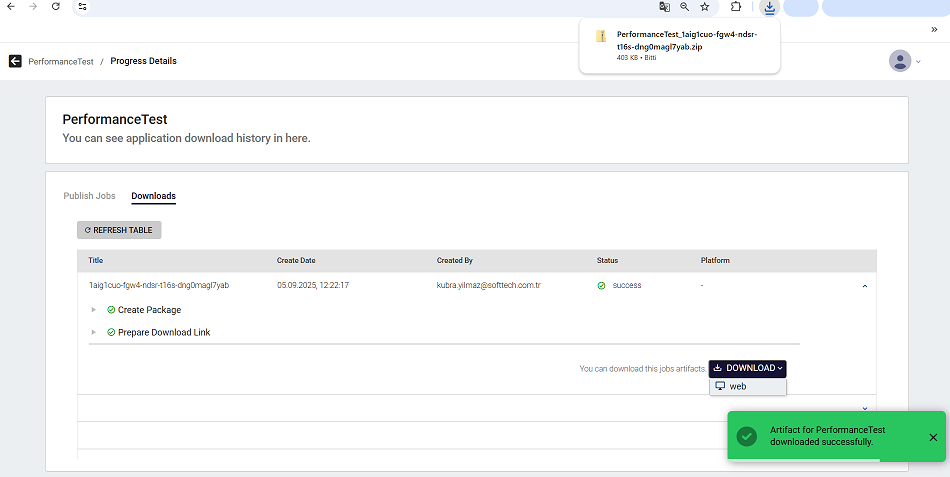 PerformanceTest_1aig1cuo-fgw4-ndsr-
t16s-dng0magl7yab.zip
403 KB • Bitti
PerformanceTest / Progress Details
PerformanceTest
You can see application download history in here.
Publish Jobs Downloads
REFRESH TABLE
Title Create Date Created By Status Platform
1aig1cuo-fgw4-ndsr-t16s-dng0magl7yab 05.09.2025, 12:22:17 kubra.yilmaz@softtech.com.tr success -
Create Package
Prepare Download Link
You can download this jobs artifacts. DOWNLOAD
web
Artifact for PerformanceTest
downloaded successfully.